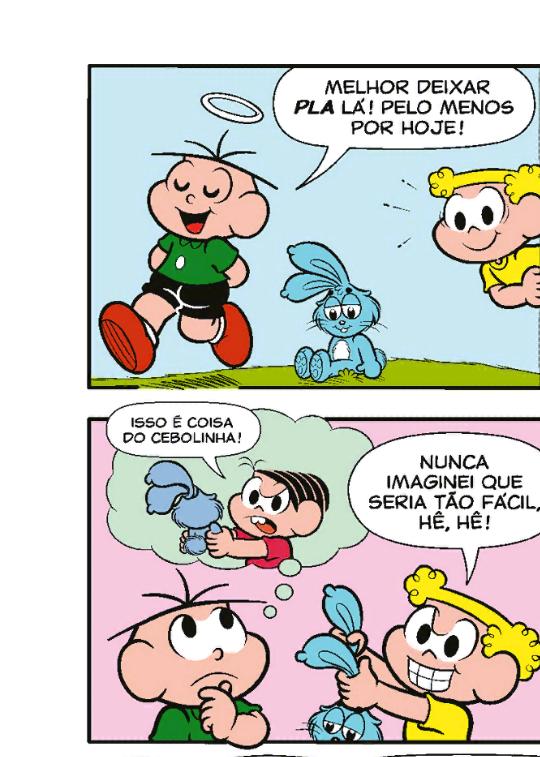 MELHOR DEIXAR
PLA LÁ! PELO MENOS
POR HOJE!
ISSO É COISA
DO CEBOLINHA!
NUNCA
IMAGINEI QUE
SERIA TÃO FÁCIL,
HÊ, HÊ!